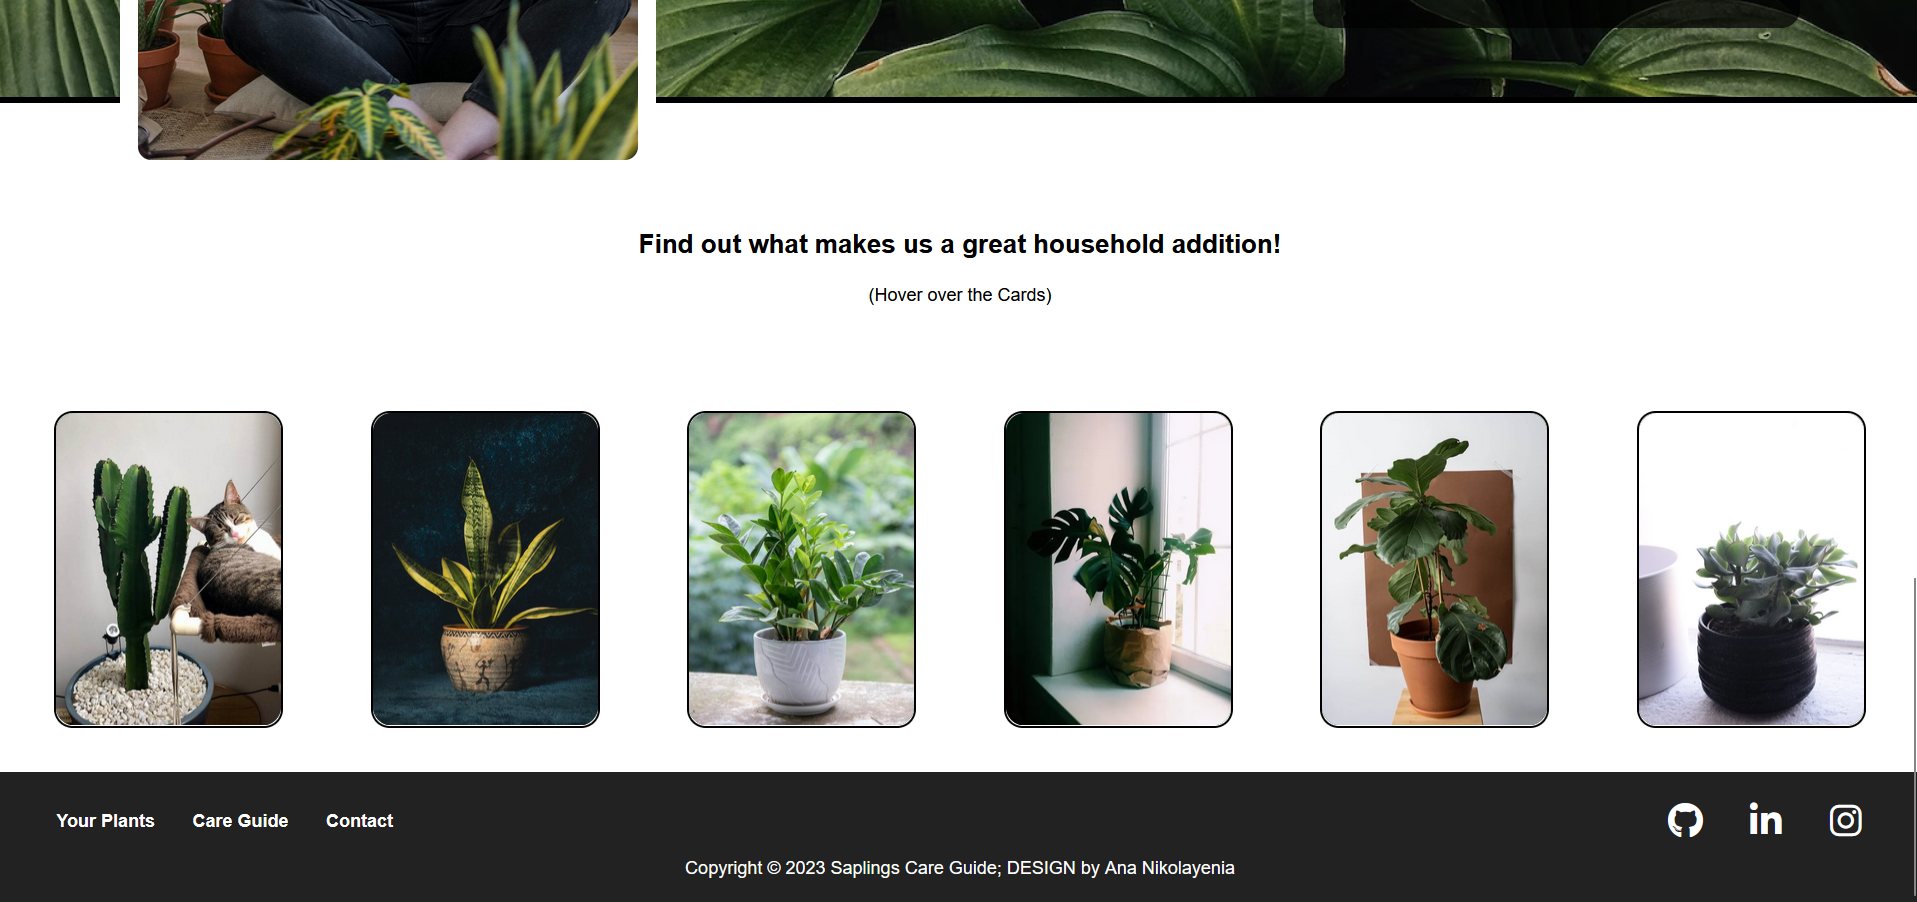 Find out what makes us a great household addition!
(Hover over the Cards)
Your Plants Care Guide Contact
Copyright © 2023 Saplings Care Guide; DESIGN by Ana Nikolayenia